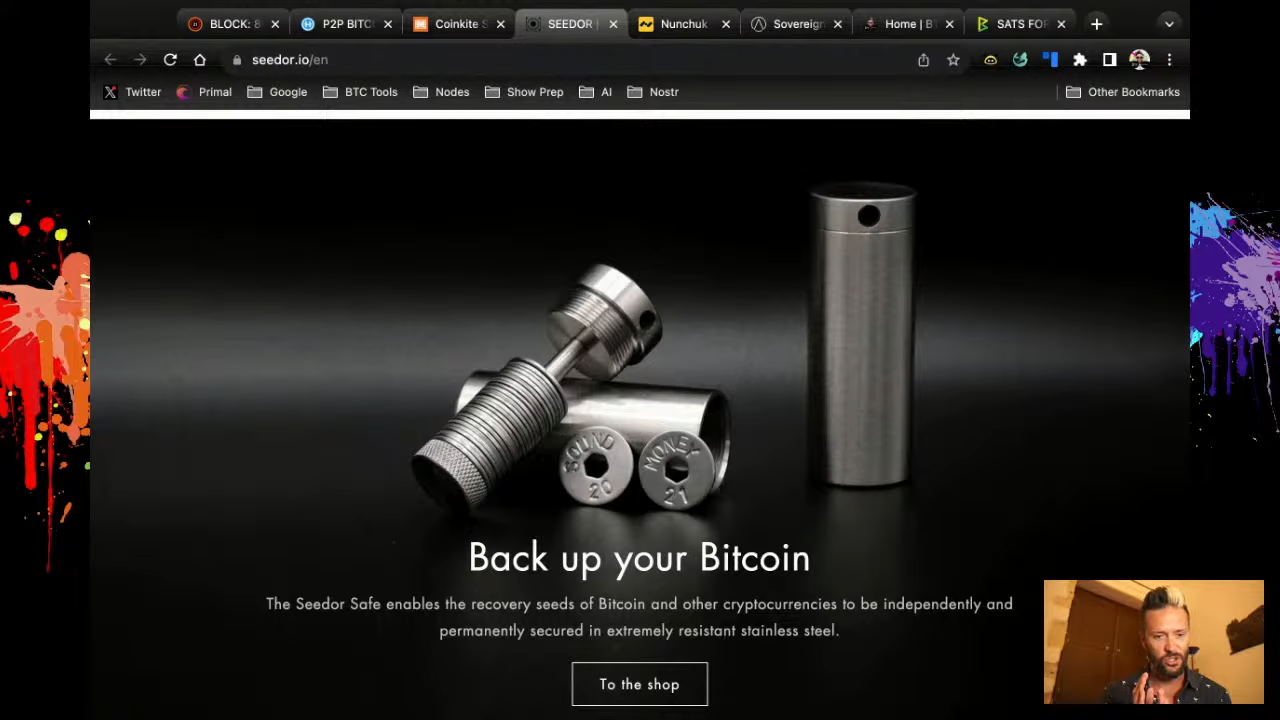 BLOCK: 8
P2P BITC
Coinkite S
SEEDOR |
Nunchuk
Sovereign
Home | B
SATS FOR
seedor.io/en
Twitter
Primal
Google
BTC Tools
Nodes
Show Prep
AI
Nostr
Other Bookmarks
SOUND
20
MONEY
21
Back up your Bitcoin
The Seedor Safe enables the recovery seeds of Bitcoin and other cryptocurrencies to be independently and
permanently secured in extremely resistant stainless steel.
To the shop